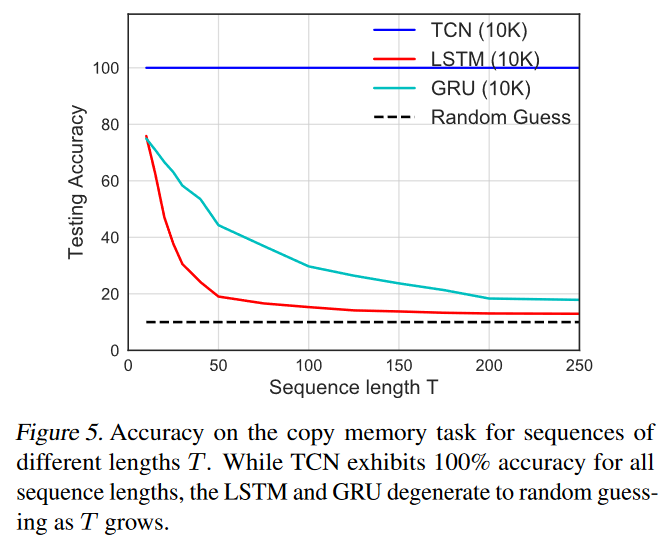 TCN (10K)
LSTM (10K)
GRU (10K)
Random Guess
100
80
60
40
20
0
Testing Accuracy
0 50 100 150 200 250
Sequence length T
Figure 5. Accuracy on the copy memory task for sequences of
different lengths T. While TCN exhibits 100% accuracy for all
sequence lengths, the LSTM and GRU degenerate to random guess-
ing as T grows.